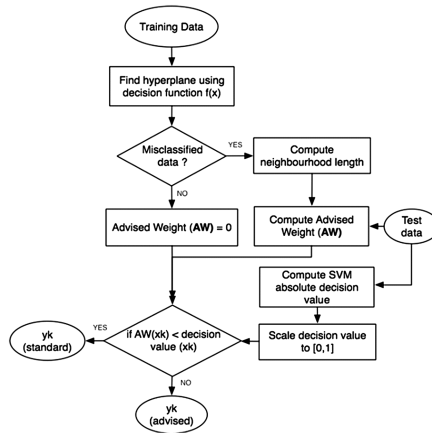 Training Data
Find hyperplane using
decision function f(x)
Misclassified
data ?
YES
Compute
neighbourhood length
NO
Advised Weight (AW) = 0
Compute Advised
Weight (AW)
Test
data
Compute SVM
absolute decision
value
if AW(xk) < decision
value (xk)
Scale decision value
to [0,1]
YES
yk
(standard)
NO
yk
(advised)